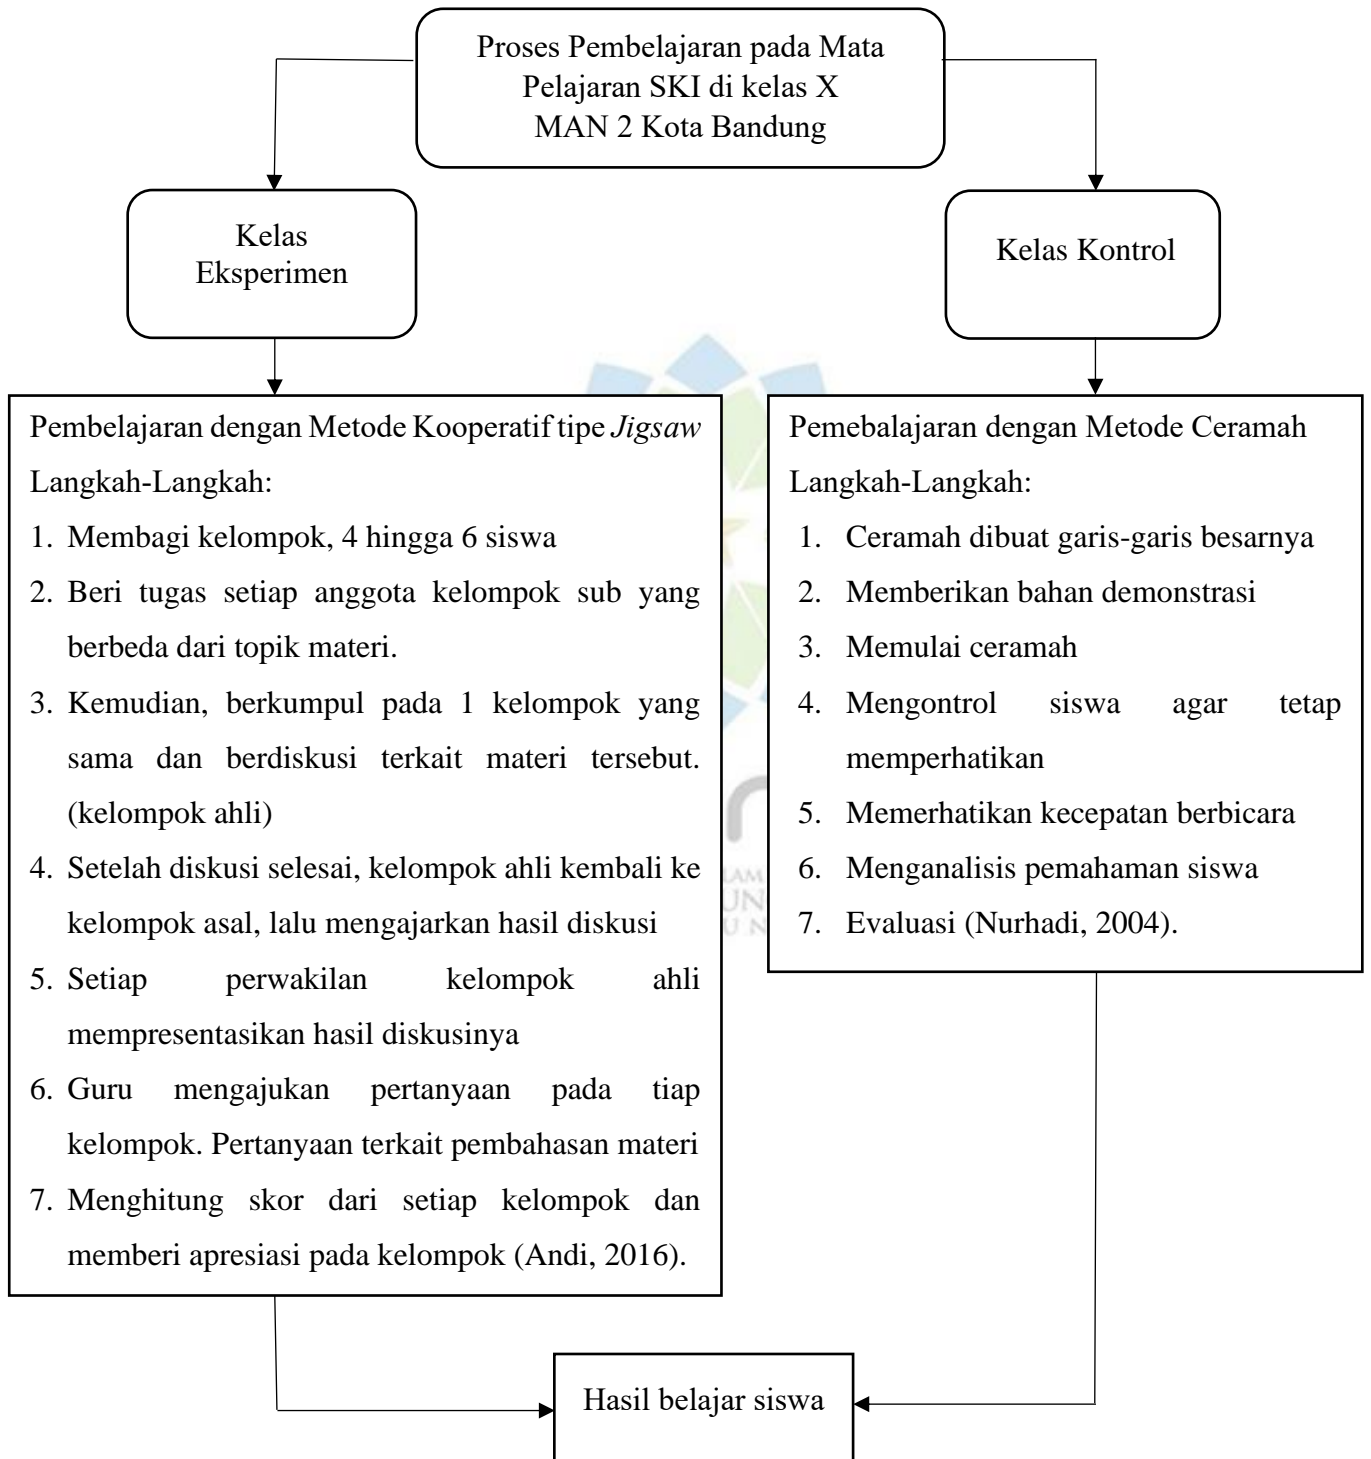 Proses Pembelajaran pada Mata
Pelajaran SKI di kelas X
MAN 2 Kota Bandung
Kelas
Eksperimen
Kelas Kontrol
Pembelajaran dengan Metode Kooperatif tipe Jigsaw
Langkah-Langkah:
1. Membagi kelompok, 4 hingga 6 siswa
2. Beri tugas setiap anggota kelompok sub yang
berbeda dari topik materi.
3. Kemudian, berkumpul pada 1 kelompok yang
sama dan berdiskusi terkait materi tersebut.
(kelompok ahli)
4. Setelah diskusi selesai, kelompok ahli kembali ke
kelompok asal, lalu mengajarkan hasil diskusi
5. Setiap perwakilan kelompok ahli
mempresentasikan hasil diskusinya
6. Guru mengajukan pertanyaan pada tiap
kelompok. Pertanyaan terkait pembahasan materi
7. Menghitung skor dari setiap kelompok dan
memberi apresiasi pada kelompok (Andi, 2016).
Pemebalajaran dengan Metode Ceramah
Langkah-Langkah:
1. Ceramah dibuat garis-garis besarnya
2. Memberikan bahan demonstrasi
3. Memulai ceramah
4. Mengontrol siswa agar tetap
memperhatikan
5. Memerhatikan kecepatan berbicara
6. Menganalisis pemahaman siswa
7. Evaluasi (Nurhadi, 2004).
Hasil belajar siswa